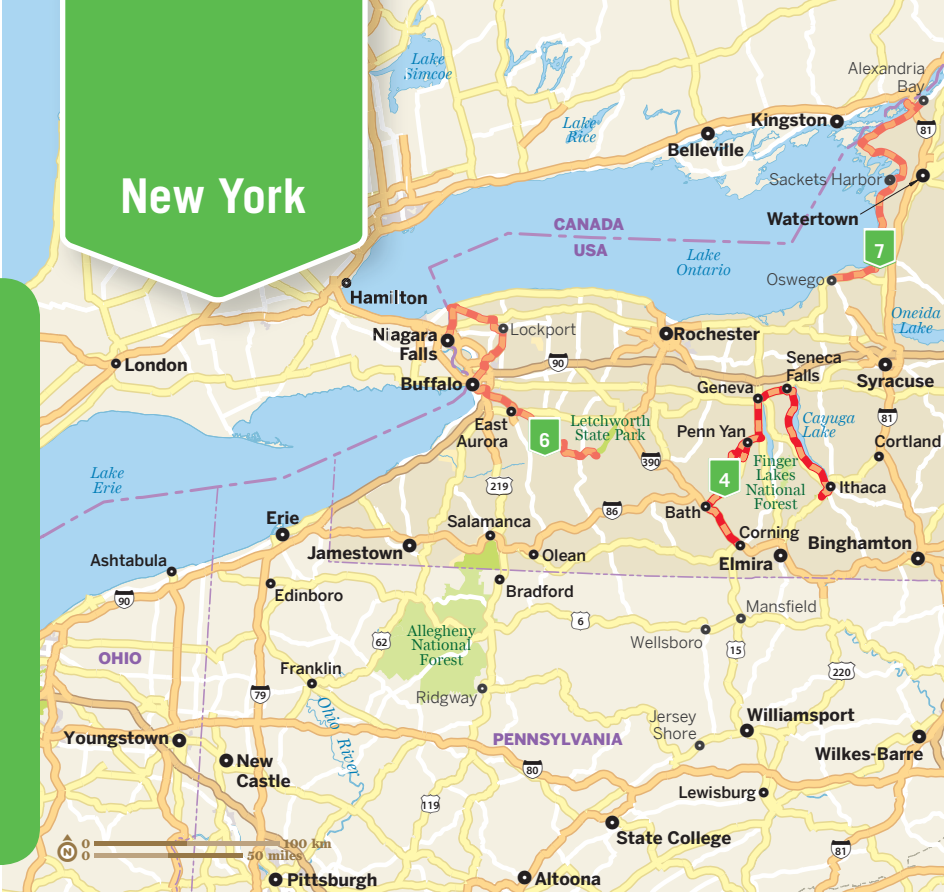 New York
Lake
Simcoe
Alexandria
Bay
Lake
Rice
Kingston
81
Belleville
Sackets Harbor
Watertown
CANADA
USA
7
Lake
Ontario
Oswego
Hamilton
Oneida
Lake
Niagara
Falls
Lockport
Rochester
London
90
Seneca
Falls
Syracuse
Buffalo
Geneva
East
Aurora
Letchworth
State Park
6
Cayuga
Lake
81
Penn Yan
Cortland
390
Finger
Lakes
National
Forest
4
Lake
Erie
219
Ithaca
Bath
86
Erie
Salamanca
Corning
Jamestown
Olean
Elmira
Binghamton
Ashtabula
90
Edinboro
Bradford
Mansfield
6
Allegheny
National
Forest
62
Wellsboro
15
OHIO
Franklin
220
79
Ridgway
Ohio River
Jersey
Shore
Williamsport
Youngstown
PENNSYLVANIA
Wilkes-Barre
New
Castle
80
Lewisburg
119
State College
N
0
100 km
0
50 miles
81
Pittsburgh
Altoona